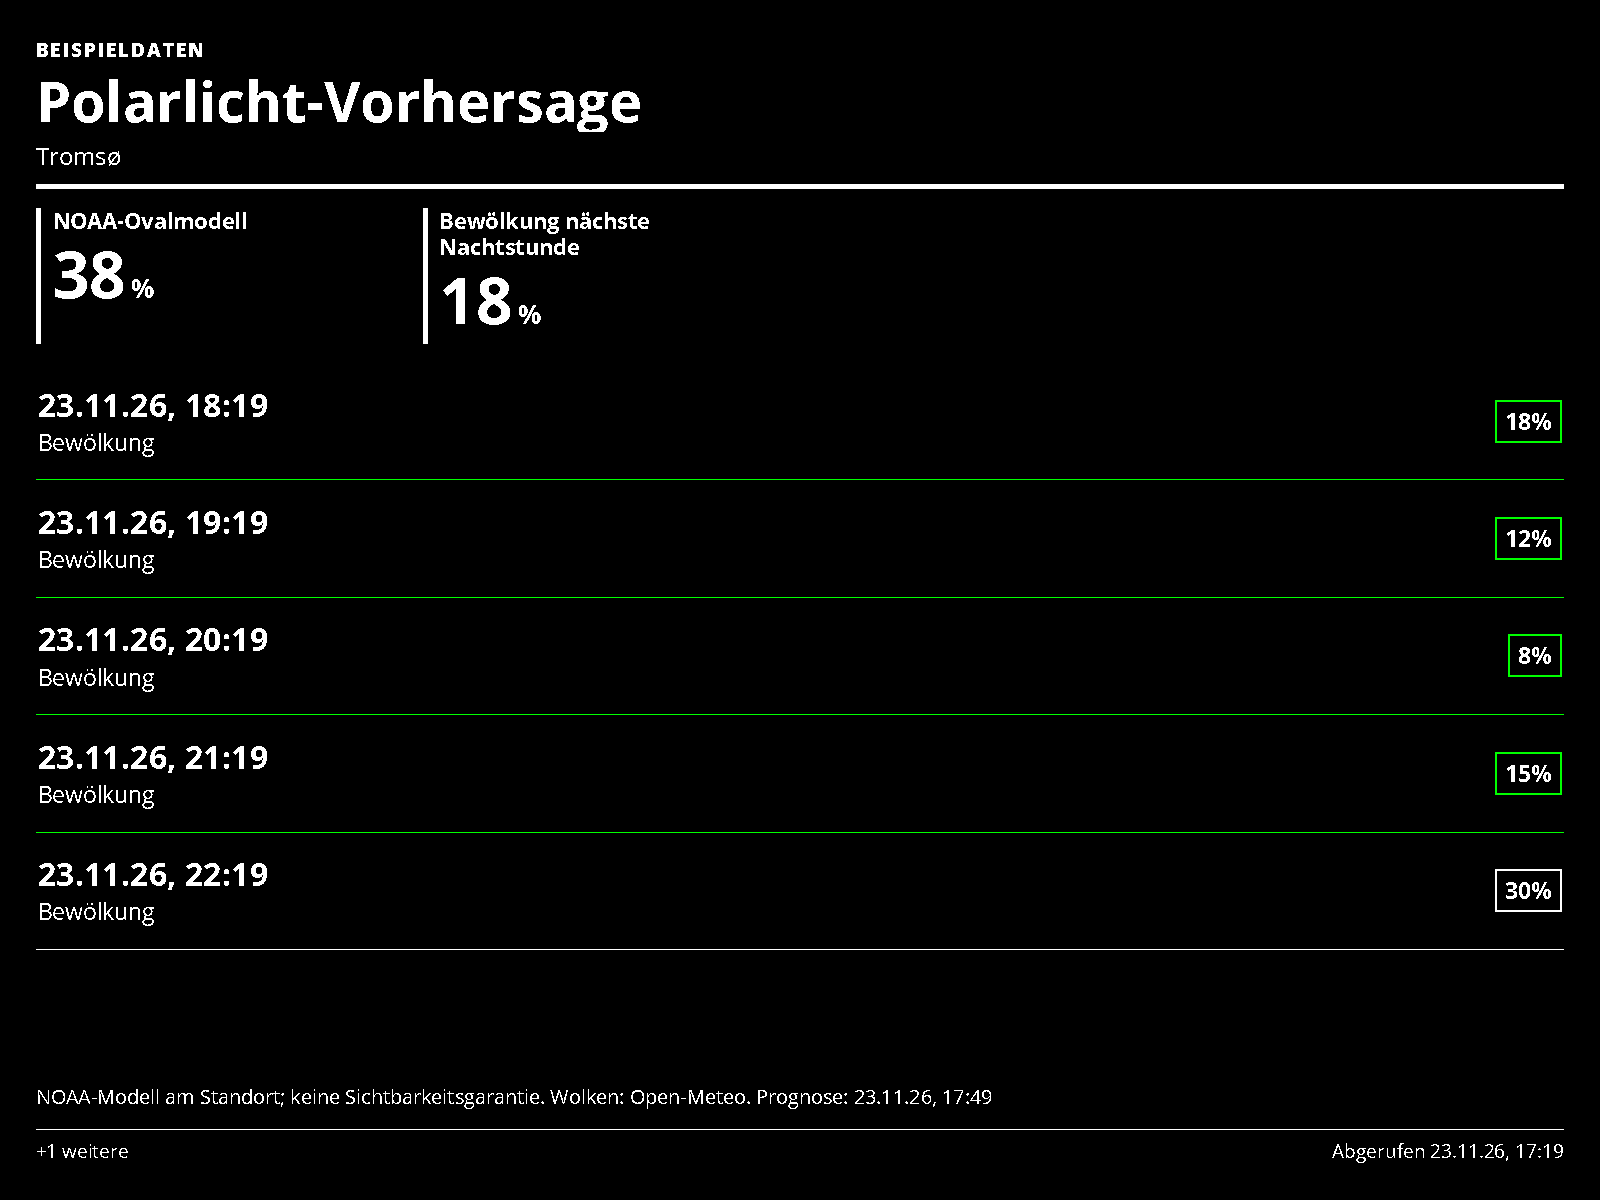 BEISPIELDATEN
Polarlicht-Vorhersage
Tromsø
NOAA-Ovalmodell
38 %
Bewölkung nächste
Nachtstunde
18 %
23.11.26, 18:19
Bewölkung
18%
23.11.26, 19:19
Bewölkung
12%
23.11.26, 20:19
Bewölkung
8%
23.11.26, 21:19
Bewölkung
15%
23.11.26, 22:19
Bewölkung
30%
NOAA-Modell am Standort; keine Sichtbarkeitsgarantie. Wolken: Open-Meteo. Prognose: 23.11.26, 17:49
+1 weitere
Abgerufen 23.11.26, 17:19